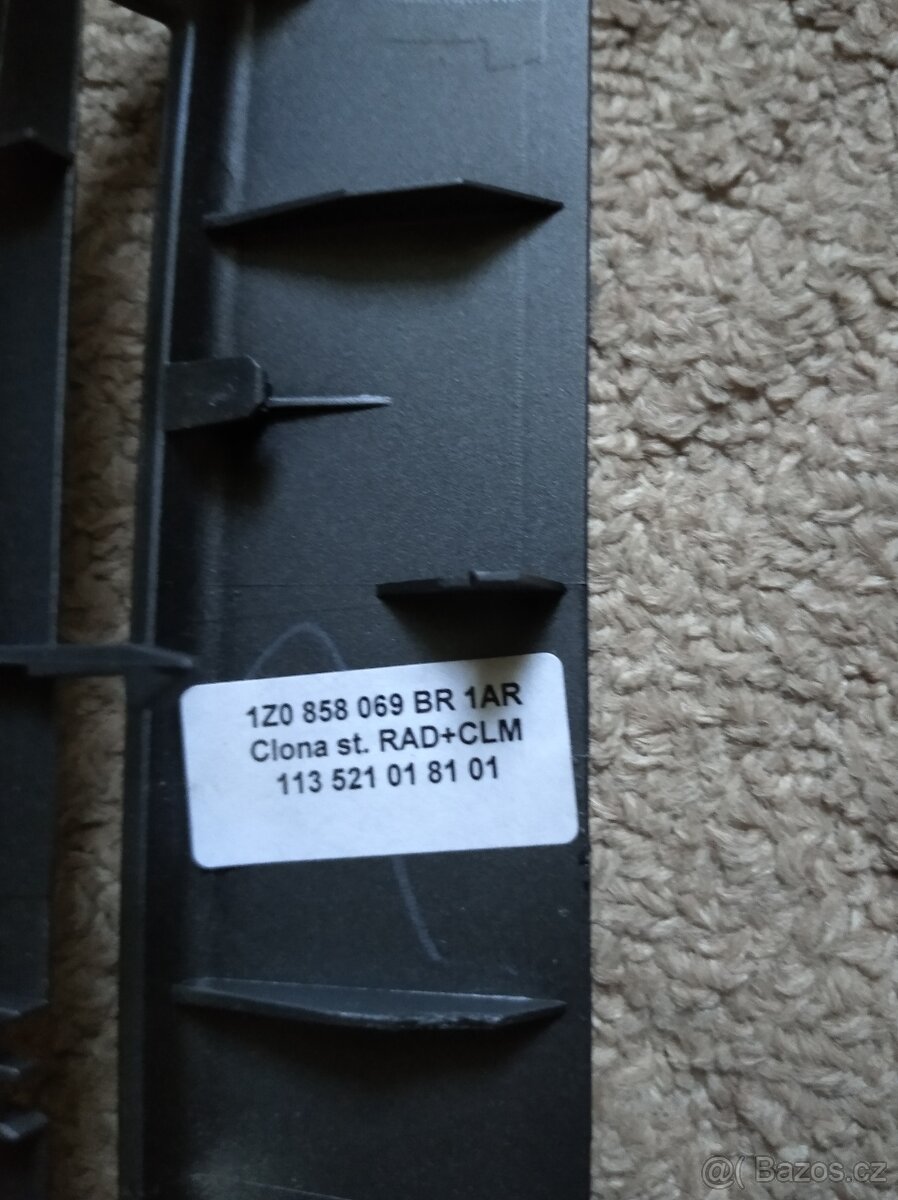 1Z0 858 069 BR 1AR
Clona st. RAD+CLM
113 521 01 81 01
@( Bazos.cz